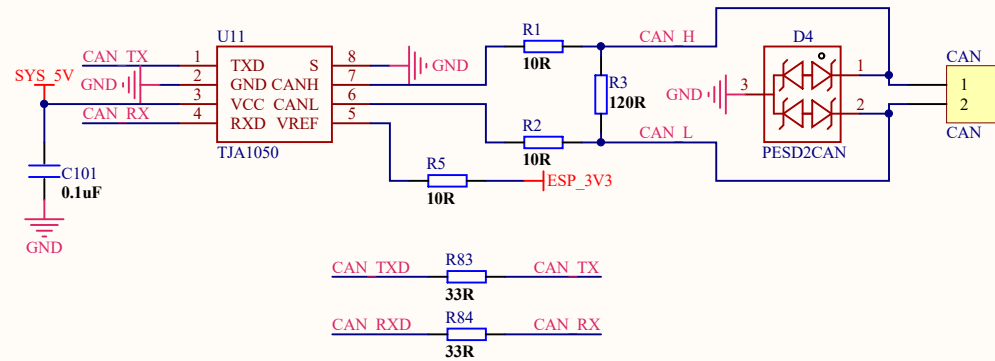 U11
R1
10R
CAN_H
D4
CAN
CAN_TX
1
TXD
S
8
GND
SYS_5V
GND
2
GND
CANH
7
R3
120R
GND
3
1
1
3
VCC
CANL
6
2
2
CAN_RX
4
RXD
VREF
5
R2
10R
CAN_L
CAN
TJA1050
PESD2CAN
C101
0.1uF
R5
10R
ESP_3V3
GND
CAN_TXD
R83
33R
CAN_TX
CAN_RXD
R84
33R
CAN_RX